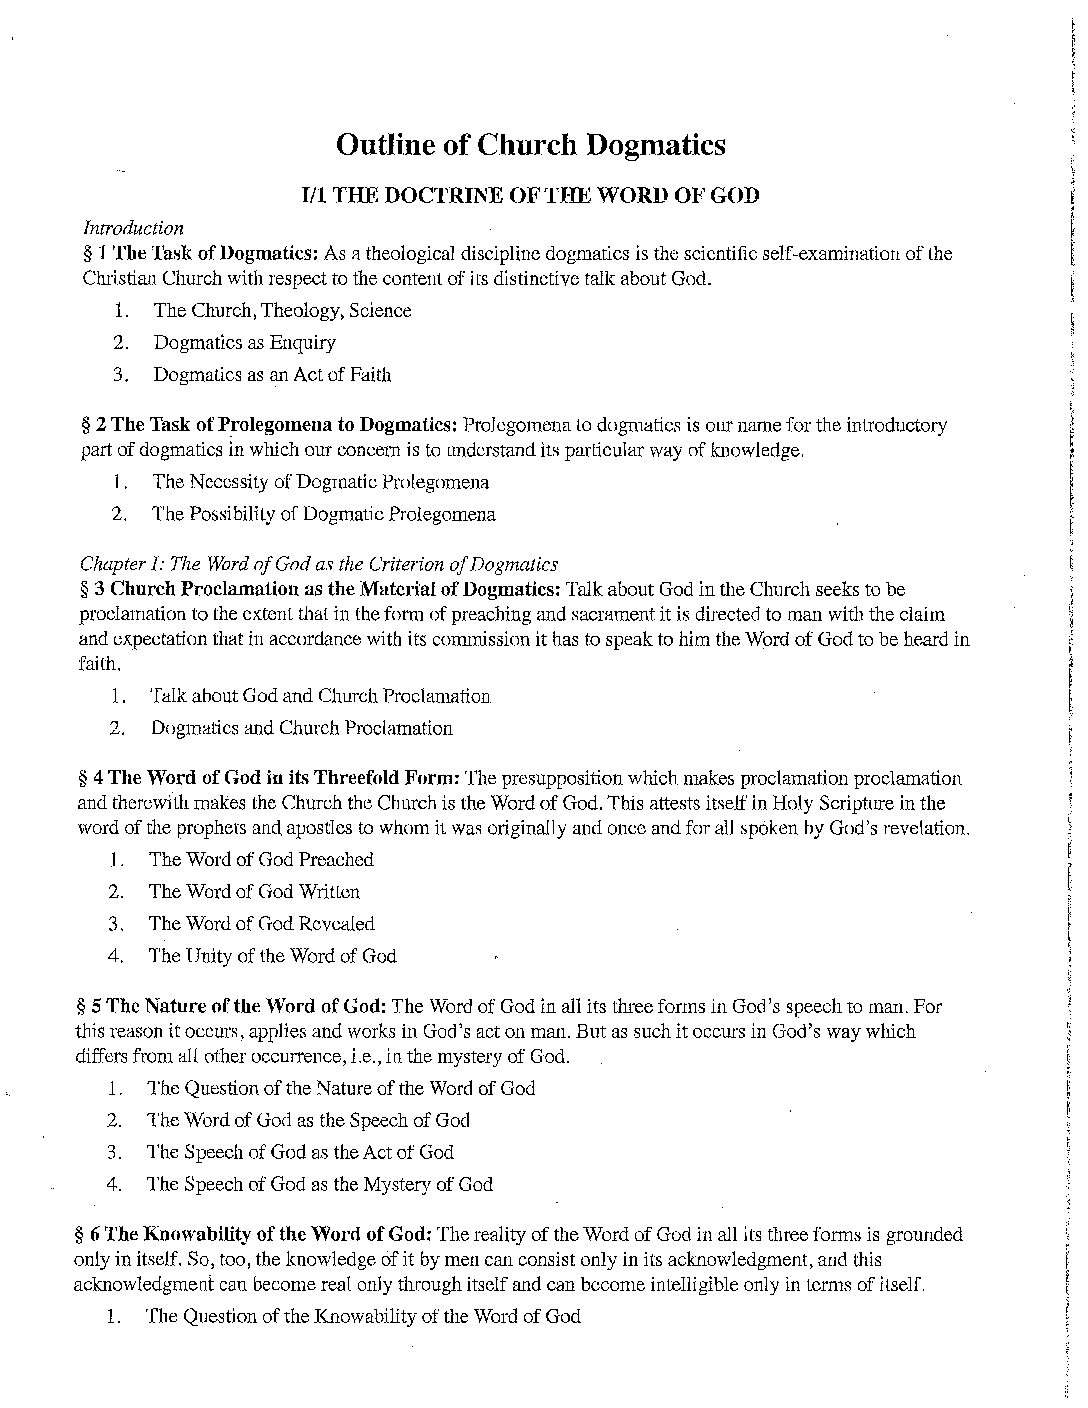 Outline of Church Dogmatics
I/1 THE DOCTRINE OF THE WORD OF GOD
Introduction
§ 1 The Task of Dogmatics: As a theological discipline dogmatics is the scientific self-examination of the
Christian Church with respect to the content of its distinctive talk about God.
1. The Church, Theology, Science
2. Dogmatics as Enquiry
3. Dogmatics as an Act of Faith
§ 2 The Task of Prolegomena to Dogmatics: Prolegomena to dogmatics is our name for the introductory
part of dogmatics in which our concern is to understand its particular way of knowledge.
1. The Necessity of Dogmatic Prolegomena
2. The Possibility of Dogmatic Prolegomena
Chapter I: The Word of God as the Criterion of Dogmatics
§ 3 Church Proclamation as the Material of Dogmatics: Talk about God in the Church seeks to be
proclamation to the extent that in the form of preaching and sacrament it is directed to man with the claim
and expectation that in accordance with its commission it has to speak to him the Word of God to be heard in
faith.
1. Talk about God and Church Proclamation
2. Dogmatics and Church Proclamation
§ 4 The Word of God in its Threefold Form: The presupposition which makes proclamation proclamation
and therewith makes the Church the Church is the Word of God. This attests itself in Holy Scripture in the
word of the prophets and apostles to whom it was originally and once and for all spoken by God's revelation.
1. The Word of God Preached
2. The Word of God Written
3. The Word of God Revealed
4. The Unity of the Word of God
§ 5 The Nature of the Word of God: The Word of God in all its three forms in God's speech to man. For
this reason it occurs, applies and works in God's act on man. But as such it occurs in God's way which
differs from all other occurrence, i.e., in the mystery of God.
1. The Question of the Nature of the Word of God
2. The Word of God as the Speech of God
3. The Speech of God as the Act of God
4. The Speech of God as the Mystery of God
§ 6 The Knowability of the Word of God: The reality of the Word of God in all its three forms is grounded
only in itself. So, too, the knowledge of it by men can consist only in its acknowledgment, and this
acknowledgment can become real only through itself and can become intelligible only in terms of itself.
1. The Question of the Knowability of the Word of God